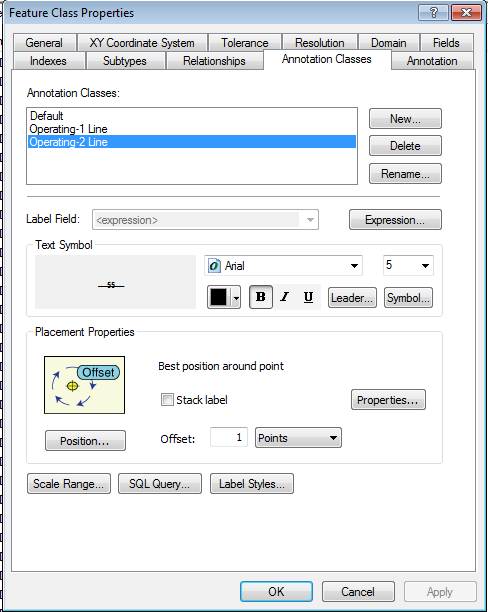 Feature Class Properties
General XY Coordinate System Tolerance Resolution Domain Fields
Indexes Subtypes Relationships Annotation Classes Annotation
Annotation Classes:
Default
Operating-1 Line
Operating-2 Line
New...
Delete
Rename...
Label Field: <expression> Expression...
Text Symbol
55
Arial 5
B I U Leader... Symbol...
Placement Properties
Offset
Best position around point
Stack label Properties...
Position... Offset: 1 Points
Scale Range... SQL Query... Label Styles...
OK Cancel Apply